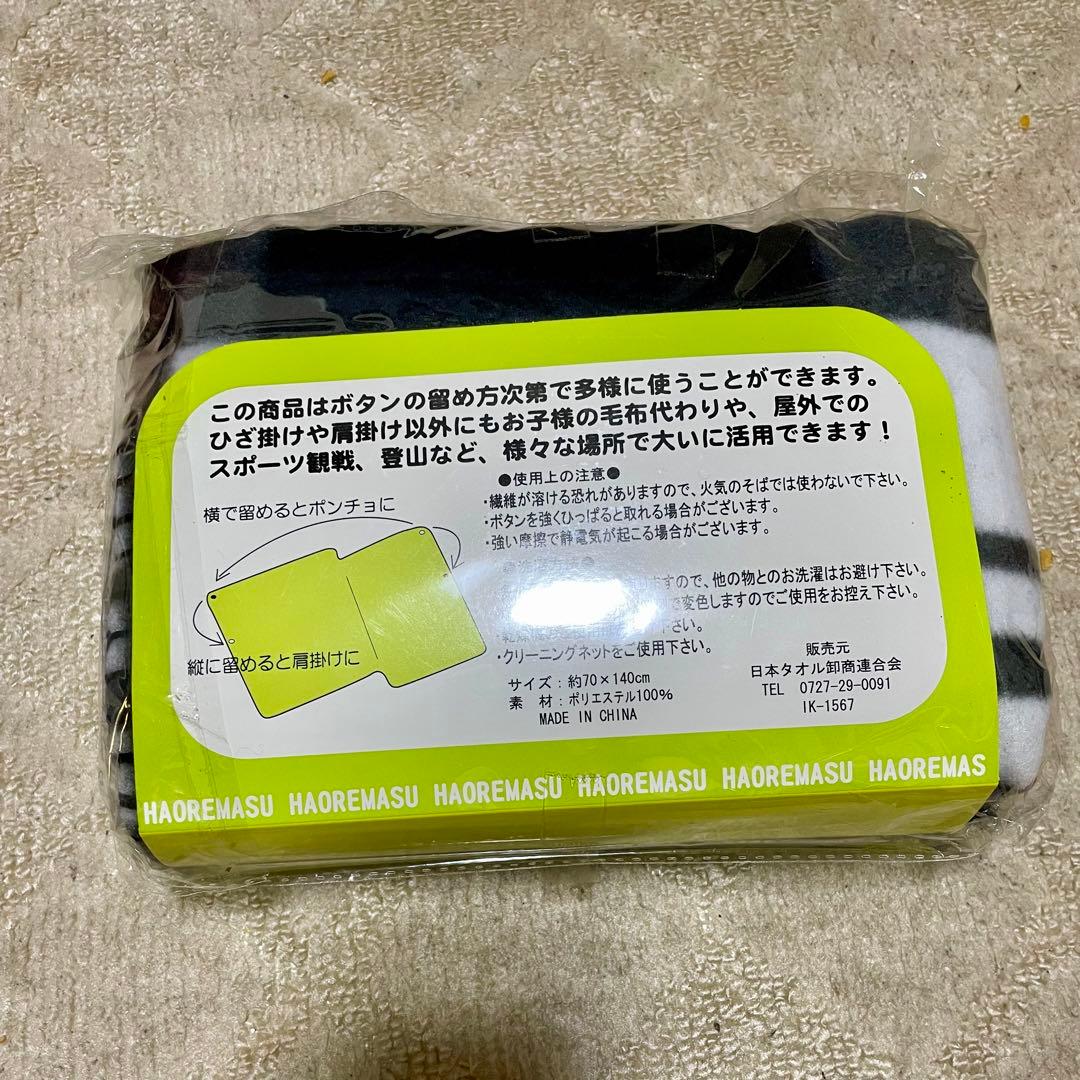 この商品はボタンの留め方次第で多様に使うことができます。
ひざ掛けや肩掛け以外にもお子様の毛布代わりや、屋外での
スポーツ観戦、登山など、様々な場所で大いに活用できます!
横で留めるとポンチョに
縦に留めると肩掛けに
●使用上の注意●
・繊維が溶ける恐れがありますので、火気のそばでは使わないで下さい。
・ボタンを強くひっぱると取れる場合がございます。
・強い摩擦で静電気が起こる場合がございます。
ますので、他の物とのお洗濯はお避け下さい。
で変色しますのでご使用をお控え下さい。
さい。
・クリーニングネットをご使用下さい。
サイズ:約70×140cm
素 材:ポリエステル100%
MADE IN CHINA
販売元
日本タオル卸商連合会
TEL 0727-29-0091
IK-1567
HAOREMASU HAOREMASU HAOREMASU HAOREMASU HAOREMASU HAOREMAS